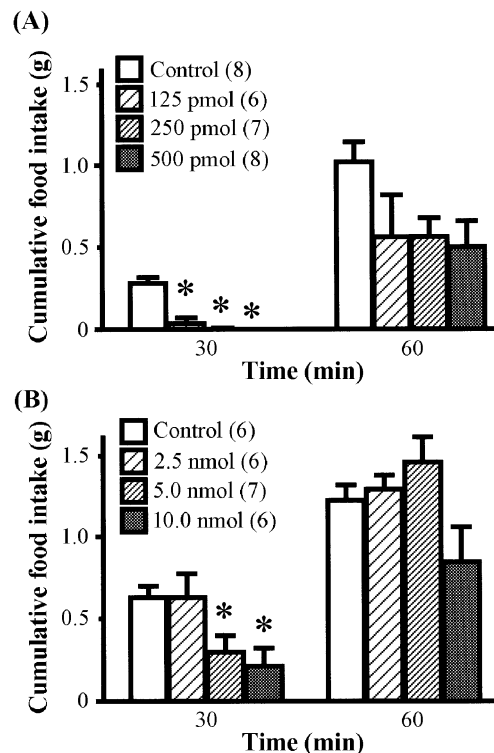 (A)
Cumulative food intake (g)
1.5
1.0
0.5
0
Control (8)
125 pmol (6)
250 pmol (7)
500 pmol (8)
* * *
30 60
Time (min)
(B)
Cumulative food intake (g)
1.5
1.0
0.5
0
Control (6)
2.5 nmol (6)
5.0 nmol (7)
10.0 nmol (6)
* *
30 60
Time (min)